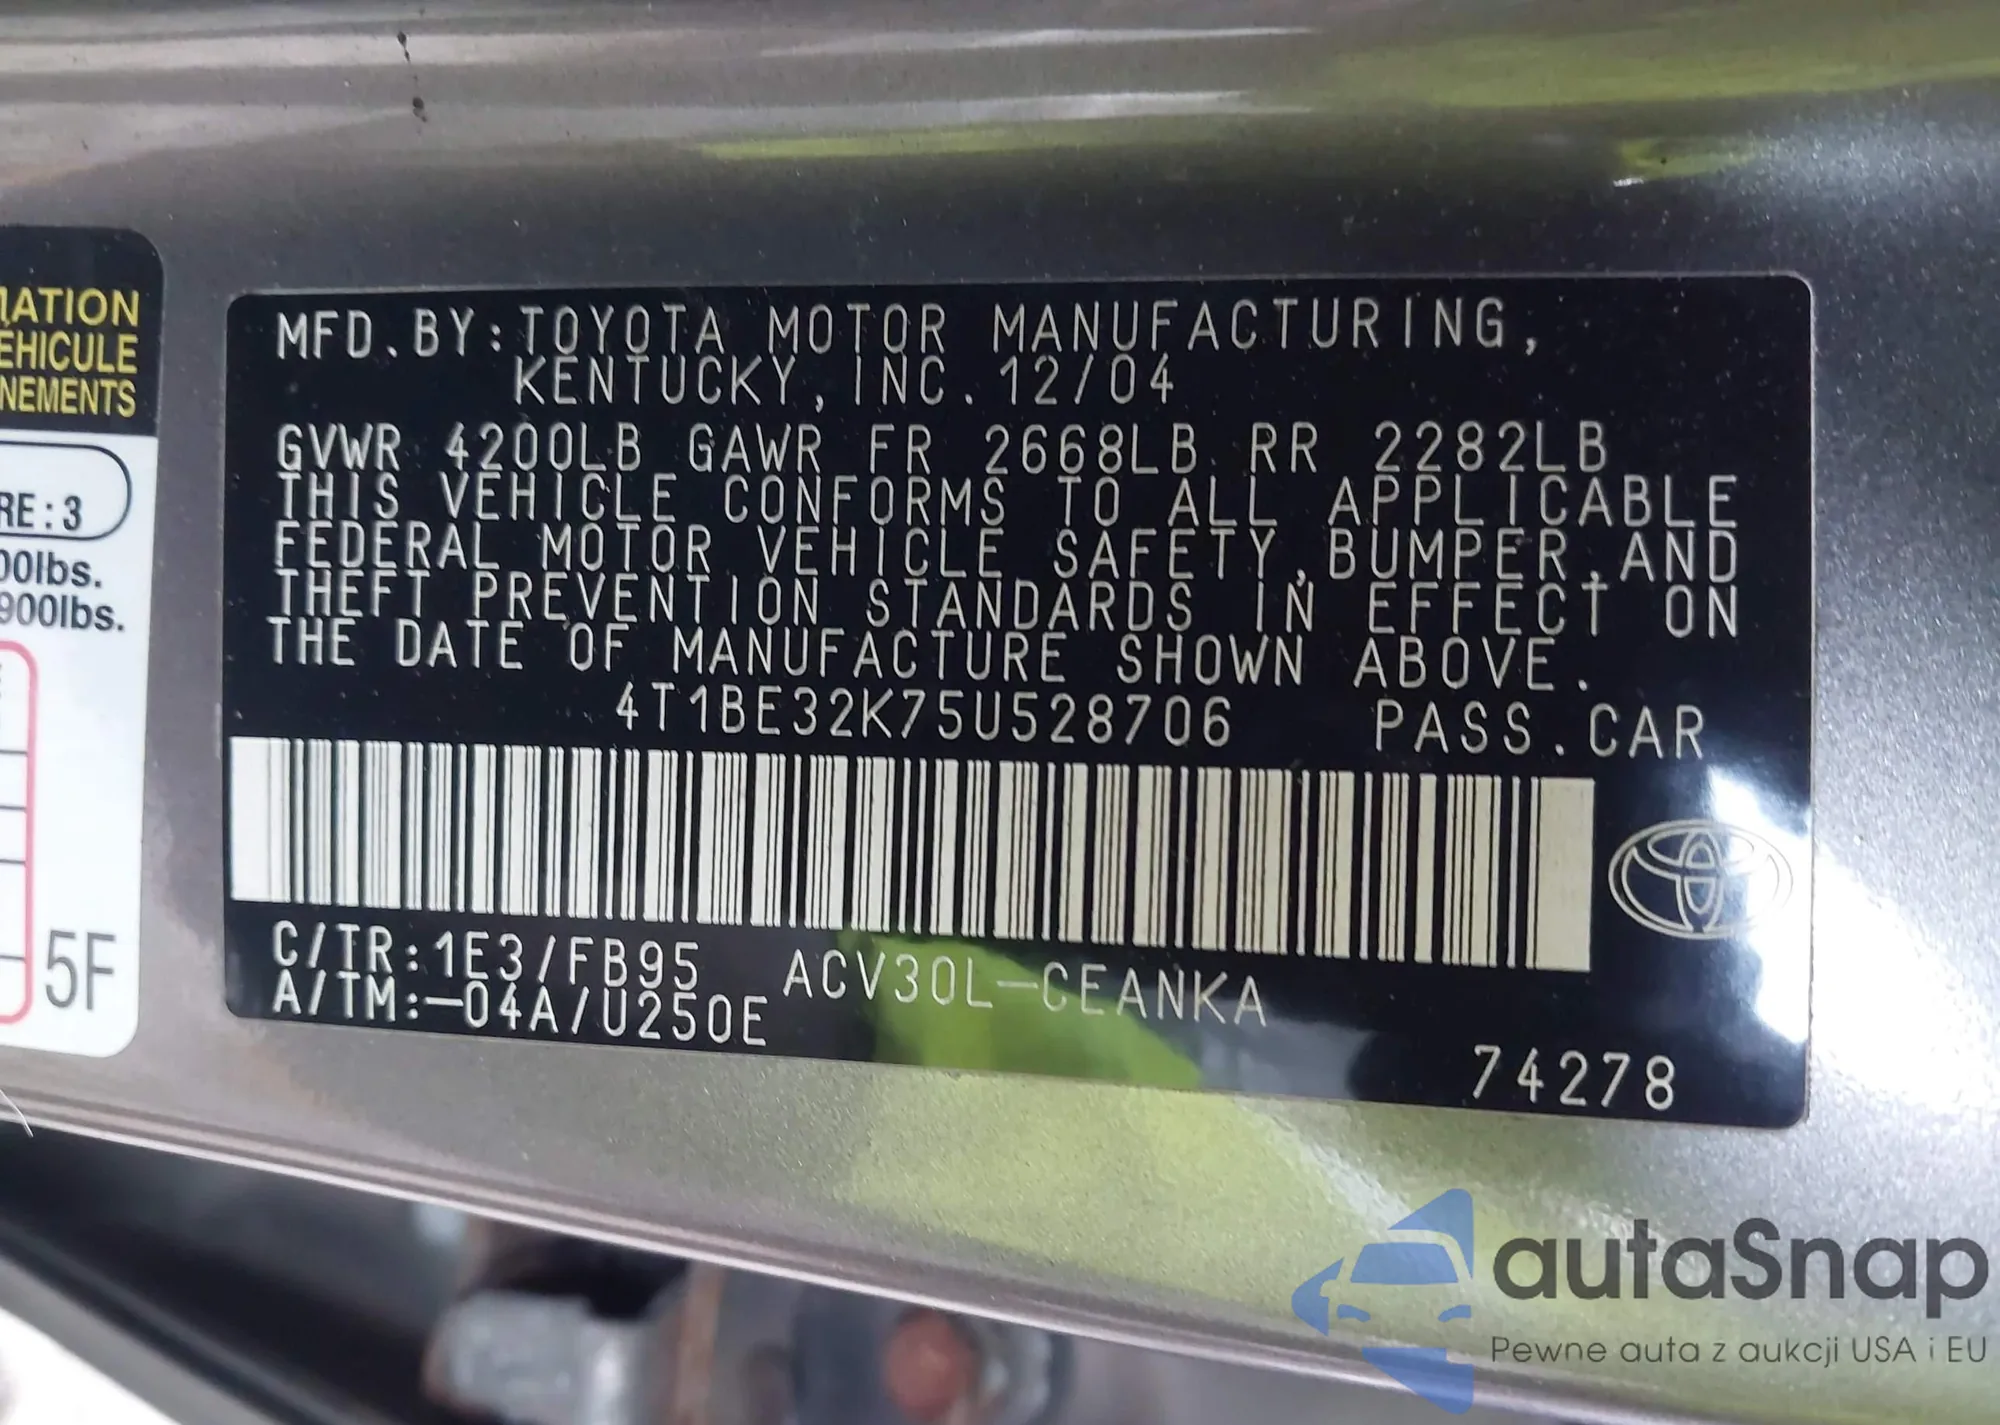 MATION
EHICULE
NEMENTS
RE : 3
00lbs.
900lbs.
5F
MFD. BY: TOYOTA MOTOR MANUFACTURING,
KENTUCKY, INC. 12/04
GVWR 4200LB GAWR FR 2668LB RR 2282LB
THIS VEHICLE CONFORMS TO ALL APPLICABLE
FEDERAL MOTOR VEHICLE SAFETY, BUMPER, AND
THEFT PREVENTION STANDARDS IN EFFECT ON
THE DATE OF MANUFACTURE SHOWN ABOVE.
4T1BE32K75U528706 PASS. CAR
C/TR: 1E3/FB95 ACV30L-CEANKA
A/TM:-04A/U250E
74278
autaSnap
Pewne auta z aukcji USA i EU